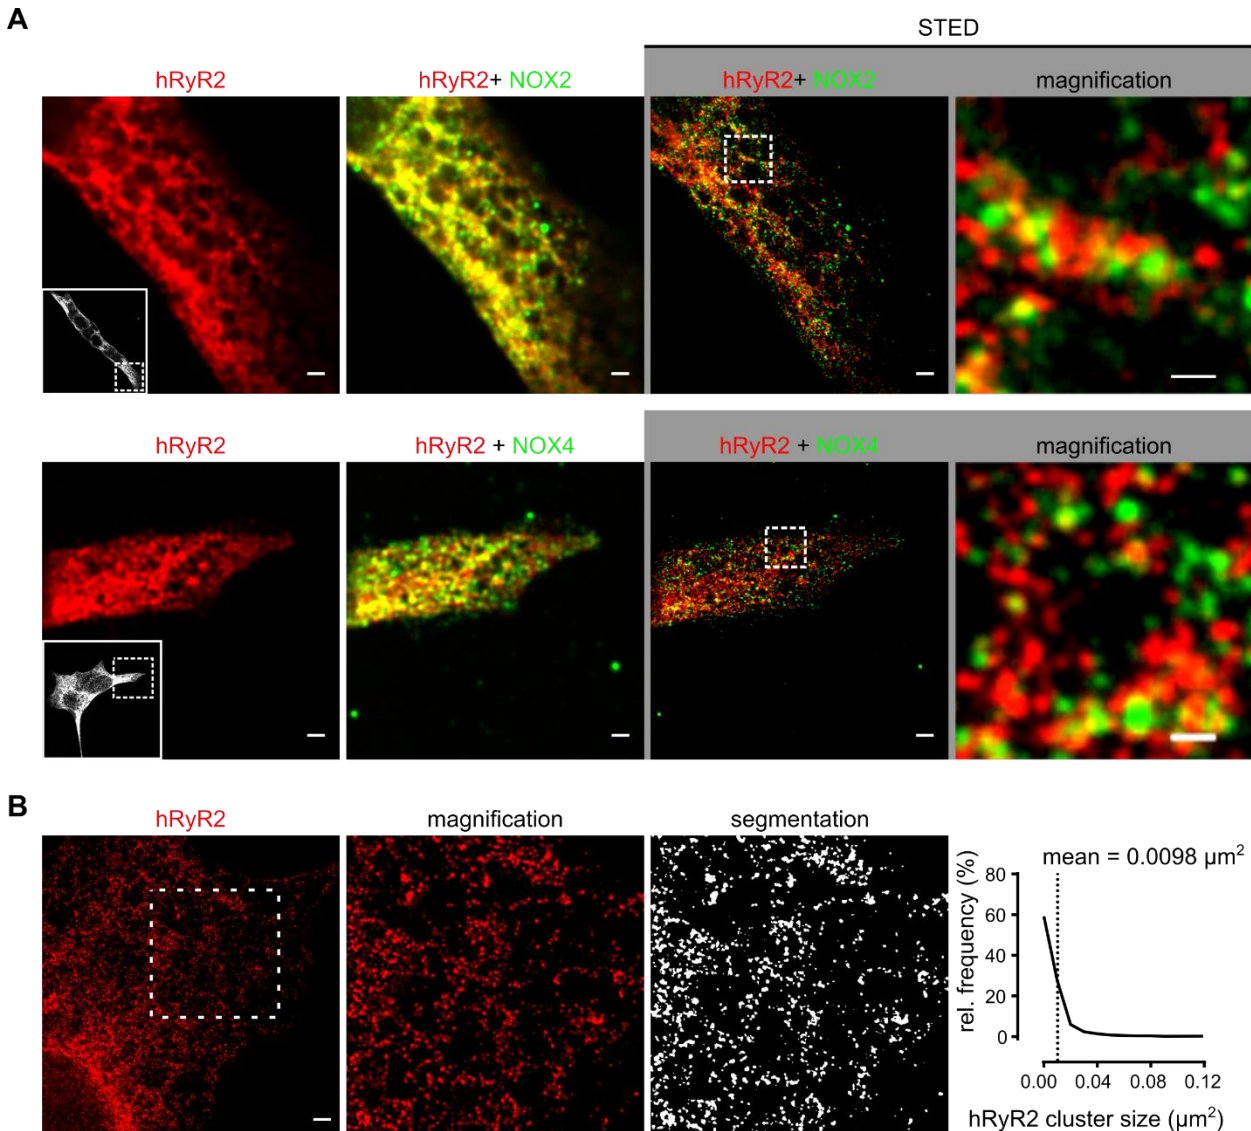 A
STED
hRyR2
hRyR2+ NOX2
hRyR2+ NOX2
magnification
hRyR2
hRyR2 + NOX4
hRyR2 + NOX4
magnification
B
hRyR2
magnification
segmentation
mean = 0.0098 µm²
rel. frequency (%)
80
60
40
20
0
0.00 0.04 0.08 0.12
hRyR2 cluster size (µm²)